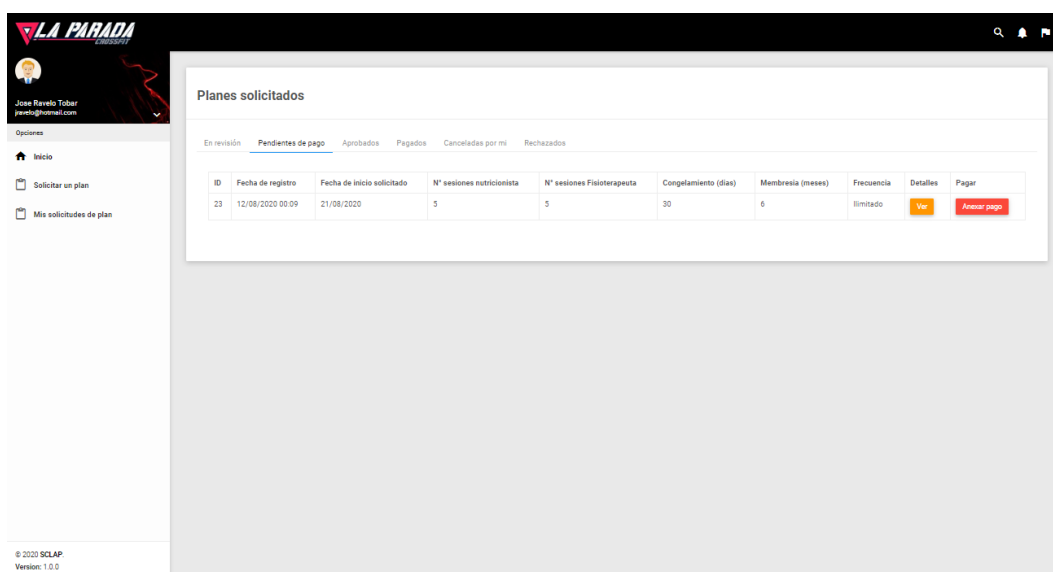 LA PARADA
CROSSFIT
Jose Ravelo Tobar
jravelo@hotmail.com
Opciones
Inicio
Solicitar un plan
Mis solicitudes de plan
Planes solicitados
En revisión Pendientes de pago Aprobados Pagados Canceladas por mi Rechazados
ID Fecha de registro Fecha de inicio solicitado N° sesiones nutricionista N° sesiones Fisioterapeuta Congelamiento (dias) Membresia (meses) Frecuencia Detalles Pagar
23 12/08/2020 00:09 21/08/2020 5 5 30 6 Ilimitado Ver Anexar pago
© 2020 SCLAP.
Version: 1.0.0